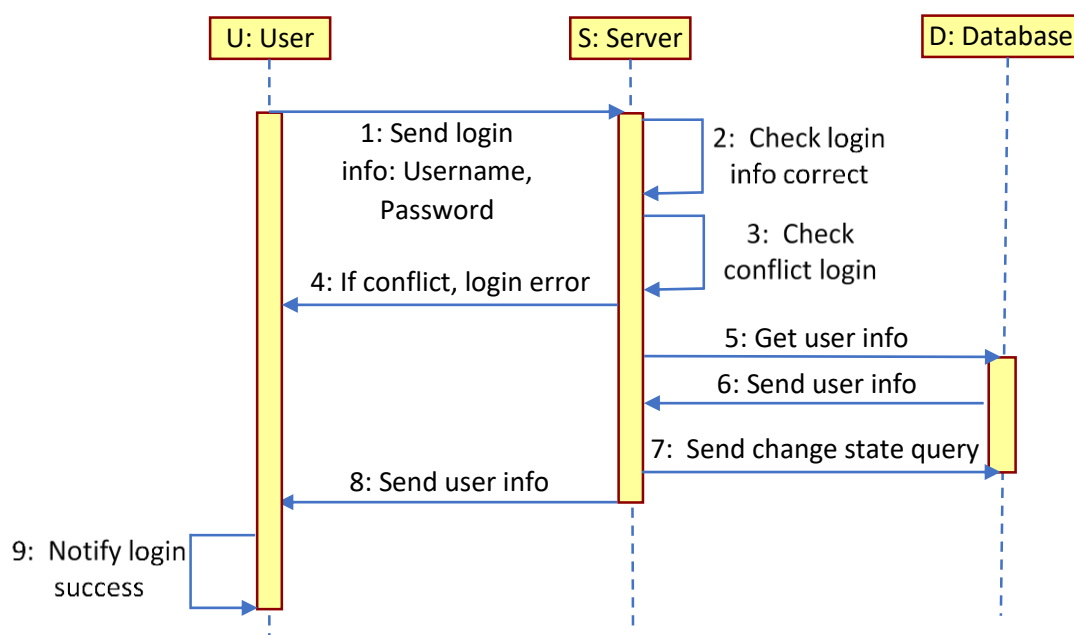 U: User
S: Server
D: Database
1: Send login
info: Username,
Password
2: Check login
info correct
3: Check
conflict login
4: If conflict, login error
5: Get user info
6: Send user info
7: Send change state query
8: Send user info
9: Notify login
success